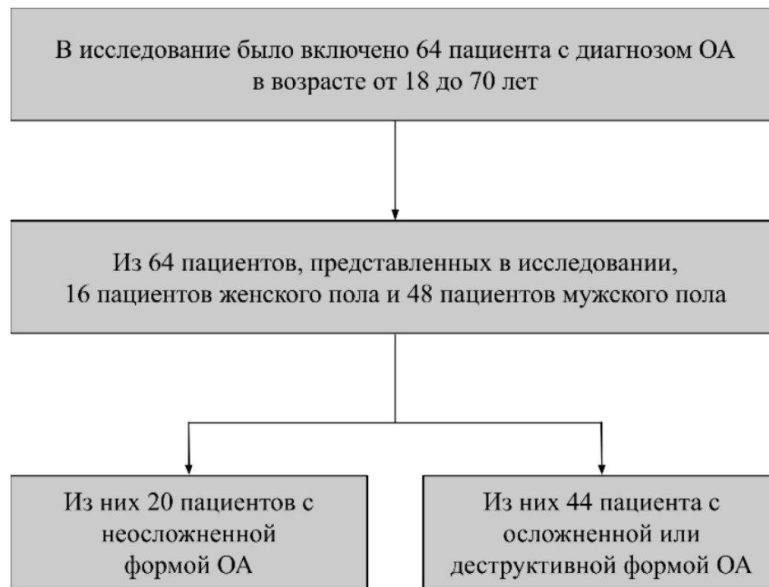 В исследование было включено 64 пациента с диагнозом ОА
в возрасте от 18 до 70 лет
Из 64 пациентов, представленных в исследовании,
16 пациентов женского пола и 48 пациентов мужского пола
Из них 20 пациентов с
неосложненной
формой ОА
Из них 44 пациента с
осложненной или
деструктивной формой ОА